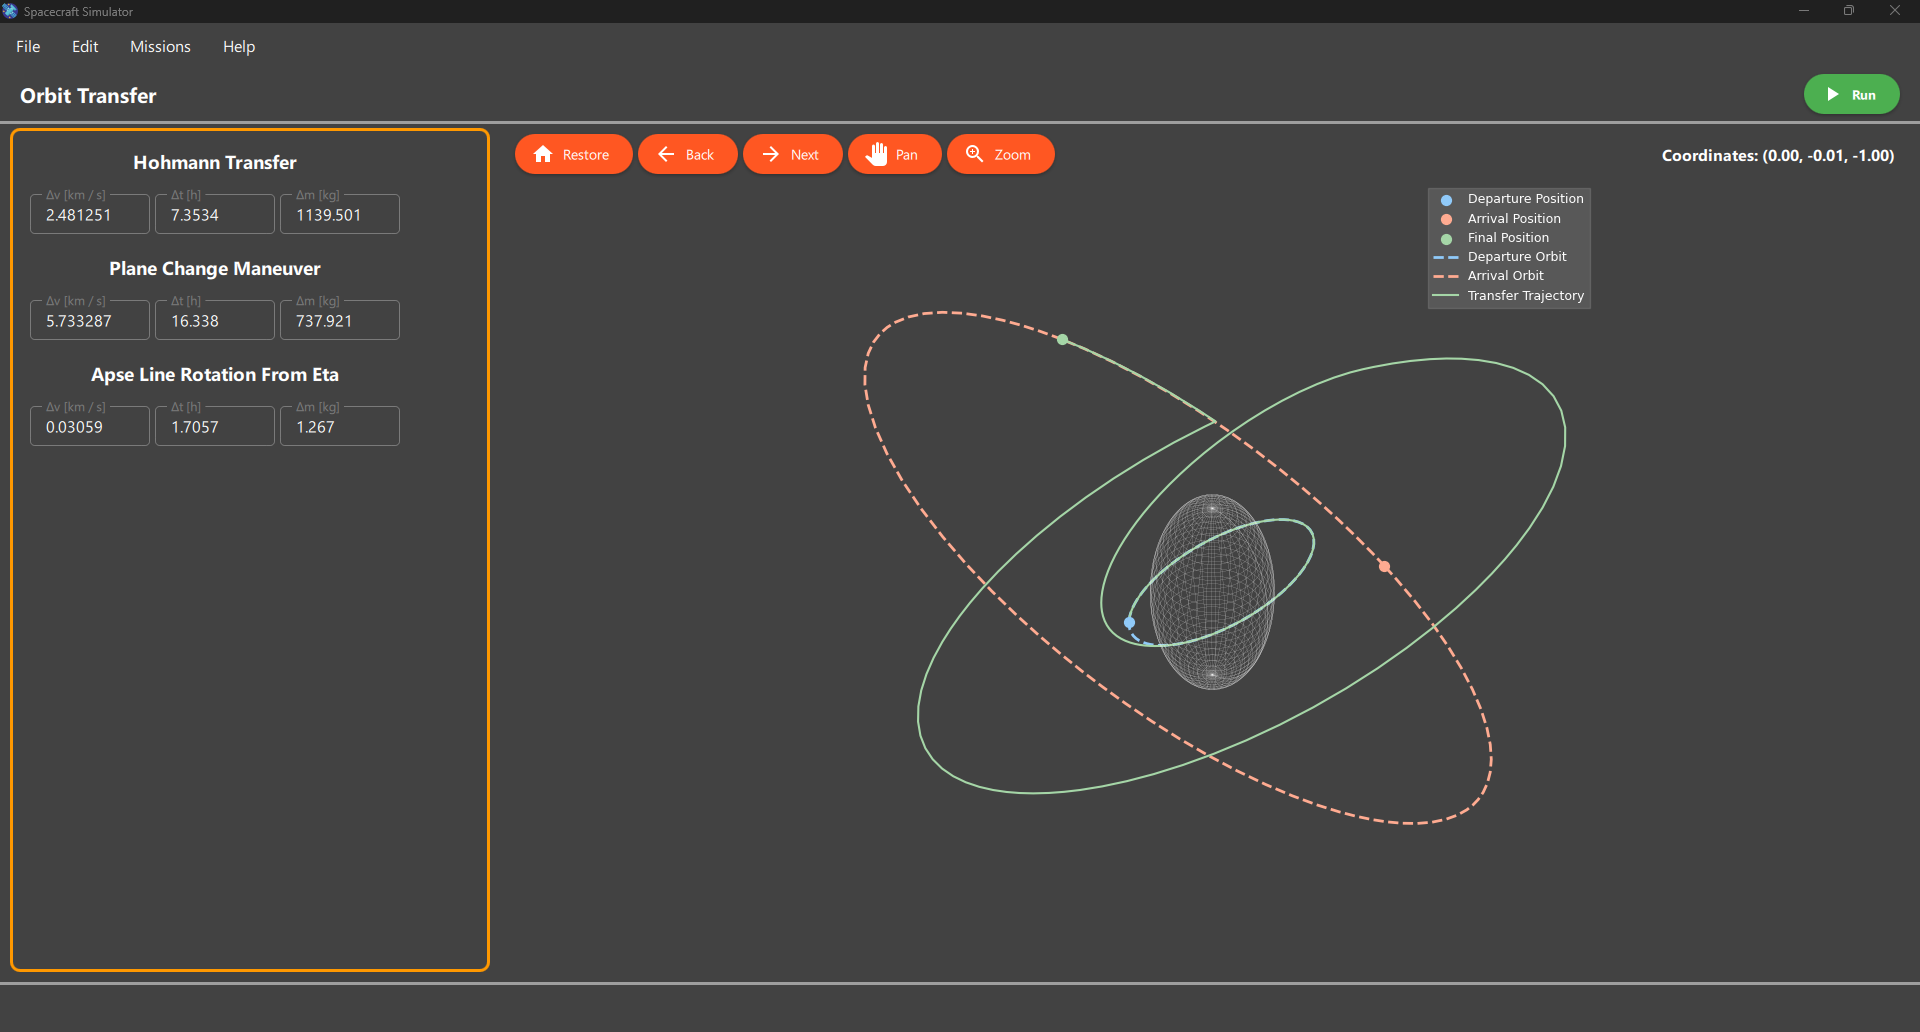 Spacecraft Simulator
File Edit Missions Help
Orbit Transfer
Run
Hohmann Transfer
Δv [km / s] Δt [h] Δm [kg]
2.481251 7.3534 1139.501
Plane Change Maneuver
Δv [km / s] Δt [h] Δm [kg]
5.733287 16.338 737.921
Apse Line Rotation From Eta
Δv [km / s] Δt [h] Δm [kg]
0.03059 1.7057 1.267
Restore Back Next Pan Zoom
Coordinates: (0.00, -0.01, -1.00)
Departure Position
Arrival Position
Final Position
Departure Orbit
Arrival Orbit
Transfer Trajectory